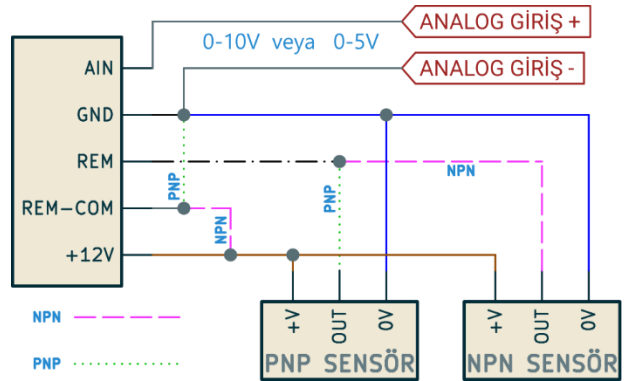 ANALOG GİRİŞ +
0-10V veya 0-5V
ANALOG GİRİŞ -
AIN
GND
REM
REM-COM
+12V
PNP
NPN
PNP
NPN
NPN
PNP
+V
OUT
0V
PNP SENSÖR
+V
OUT
0V
NPN SENSÖR